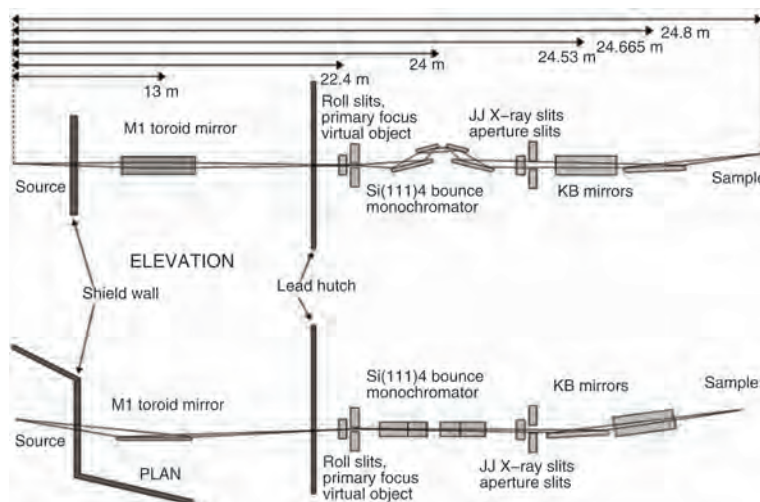 24.8 m
24.665 m
24.53 m
24 m
22.4 m
13 m
Roll slits,
primary focus
virtual object
JJ X−ray slits
aperture slits
M1 toroid mirror
Source
Si(111)4 bounce
monochromator
KB mirrors
Sample
ELEVATION
Shield wall
Lead hutch
Si(111)4 bounce
monochromator
KB mirrors
Sample
M1 toroid mirror
Source
PLAN
Roll slits,
primary focus
virtual object
JJ X−ray slits
aperture slits